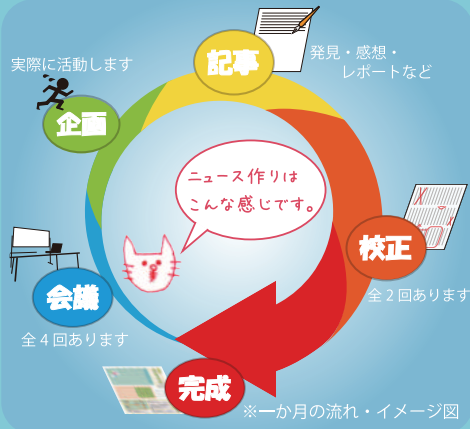 記事
発見・感想・
レポートなど
実際に活動します
企画
ニュース作りは
こんな感じです。
校正
全2回あります
会議
全4回あります
完成
※一か月の流れ・イメージ図